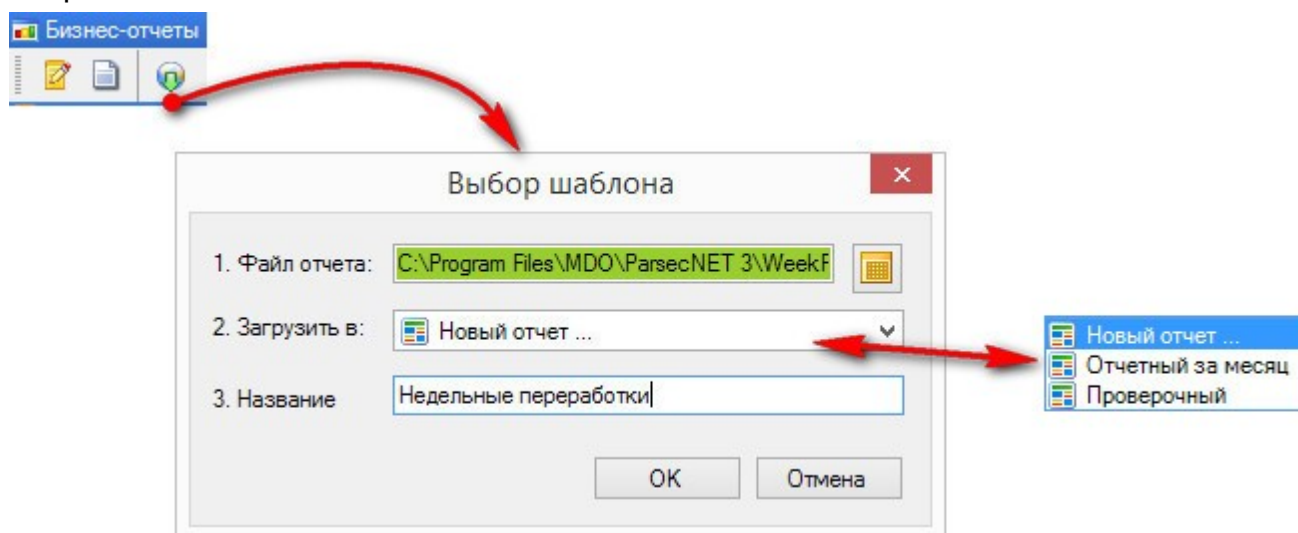 Бизнес-отчеты
Выбор шаблона
1. Файл отчета: C:\Program Files\MDO\ParsecNET 3\WeekF
2. Загрузить в: Новый отчет ...
3. Название Недельные переработки
OK Отмена
Новый отчет ...
Отчетный за месяц
Проверочный